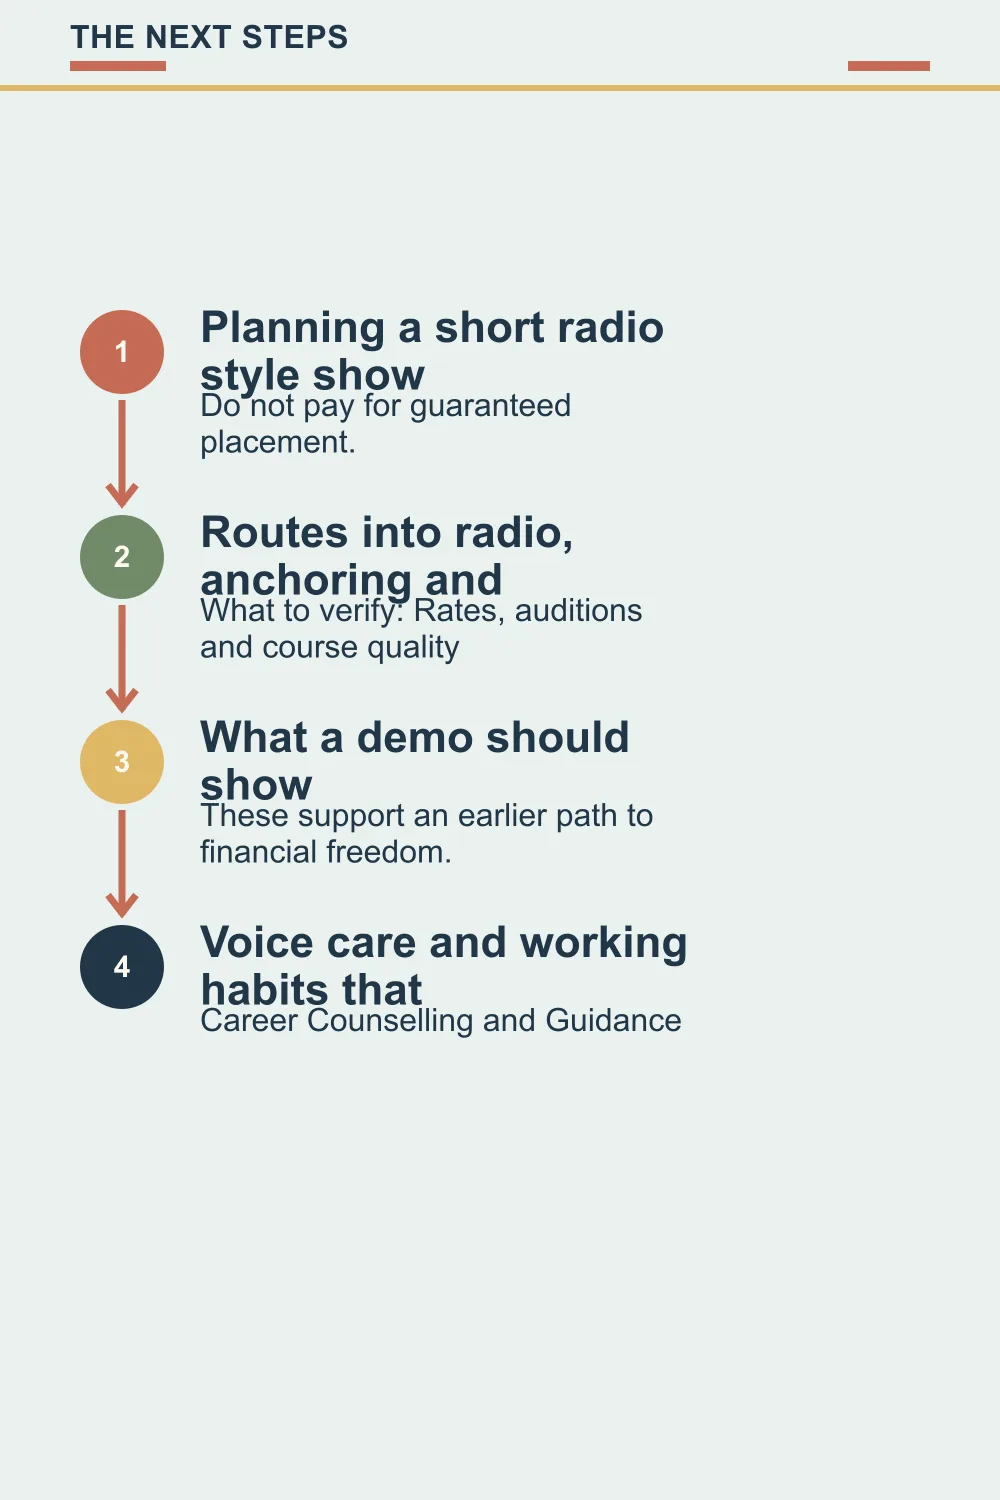 THE NEXT STEPS
1
Planning a short radio
style show
Do not pay for guaranteed
placement.
2
Routes into radio,
anchoring and
What to verify: Rates, auditions
and course quality
3
What a demo should
show
These support an earlier path to
financial freedom.
4
Voice care and working
habits that
Career Counselling and Guidance